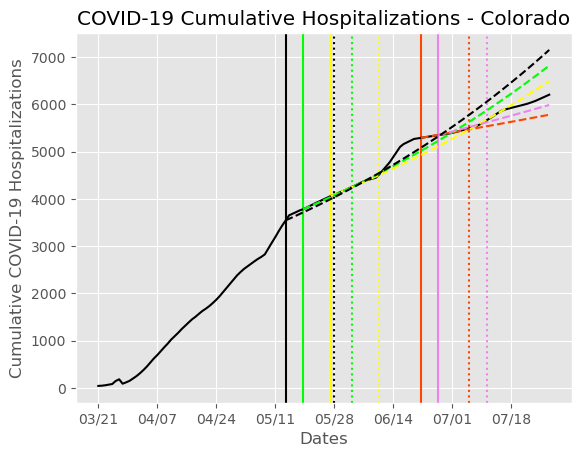 COVID-19 Cumulative Hospitalizations - Colorado
Cumulative COVID-19 Hospitalizations
7000
6000
5000
4000
3000
2000
1000
0
03/21 04/07 04/24 05/11 05/28 06/14 07/01 07/18
Dates